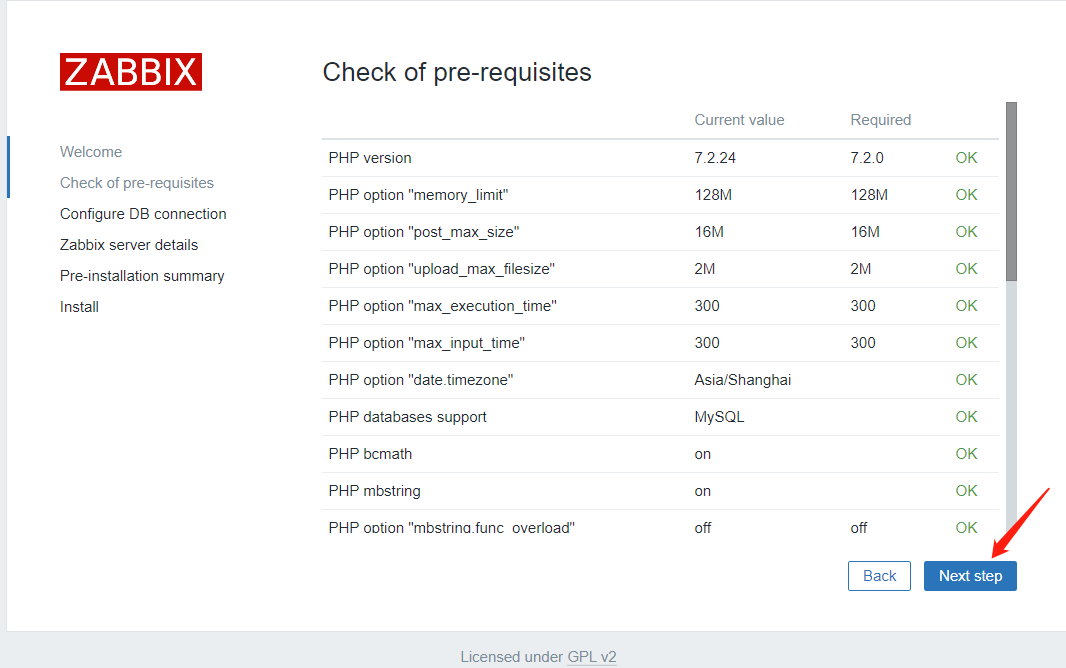 ZABBIX
Check of pre-requisites
Welcome
Check of pre-requisites
Configure DB connection
Zabbix server details
Pre-installation summary
Install
Current value Required
PHP version 7.2.24 7.2.0 OK
PHP option "memory_limit" 128M 128M OK
PHP option "post_max_size" 16M 16M OK
PHP option "upload_max_filesize" 2M 2M OK
PHP option "max_execution_time" 300 300 OK
PHP option "max_input_time" 300 300 OK
PHP option "date.timezone" Asia/Shanghai OK
PHP databases support MySQL OK
PHP bcmath on OK
PHP mbstring on OK
PHP option "mbstring.func_overload" off off OK
Back Next step
Licensed under GPL v2